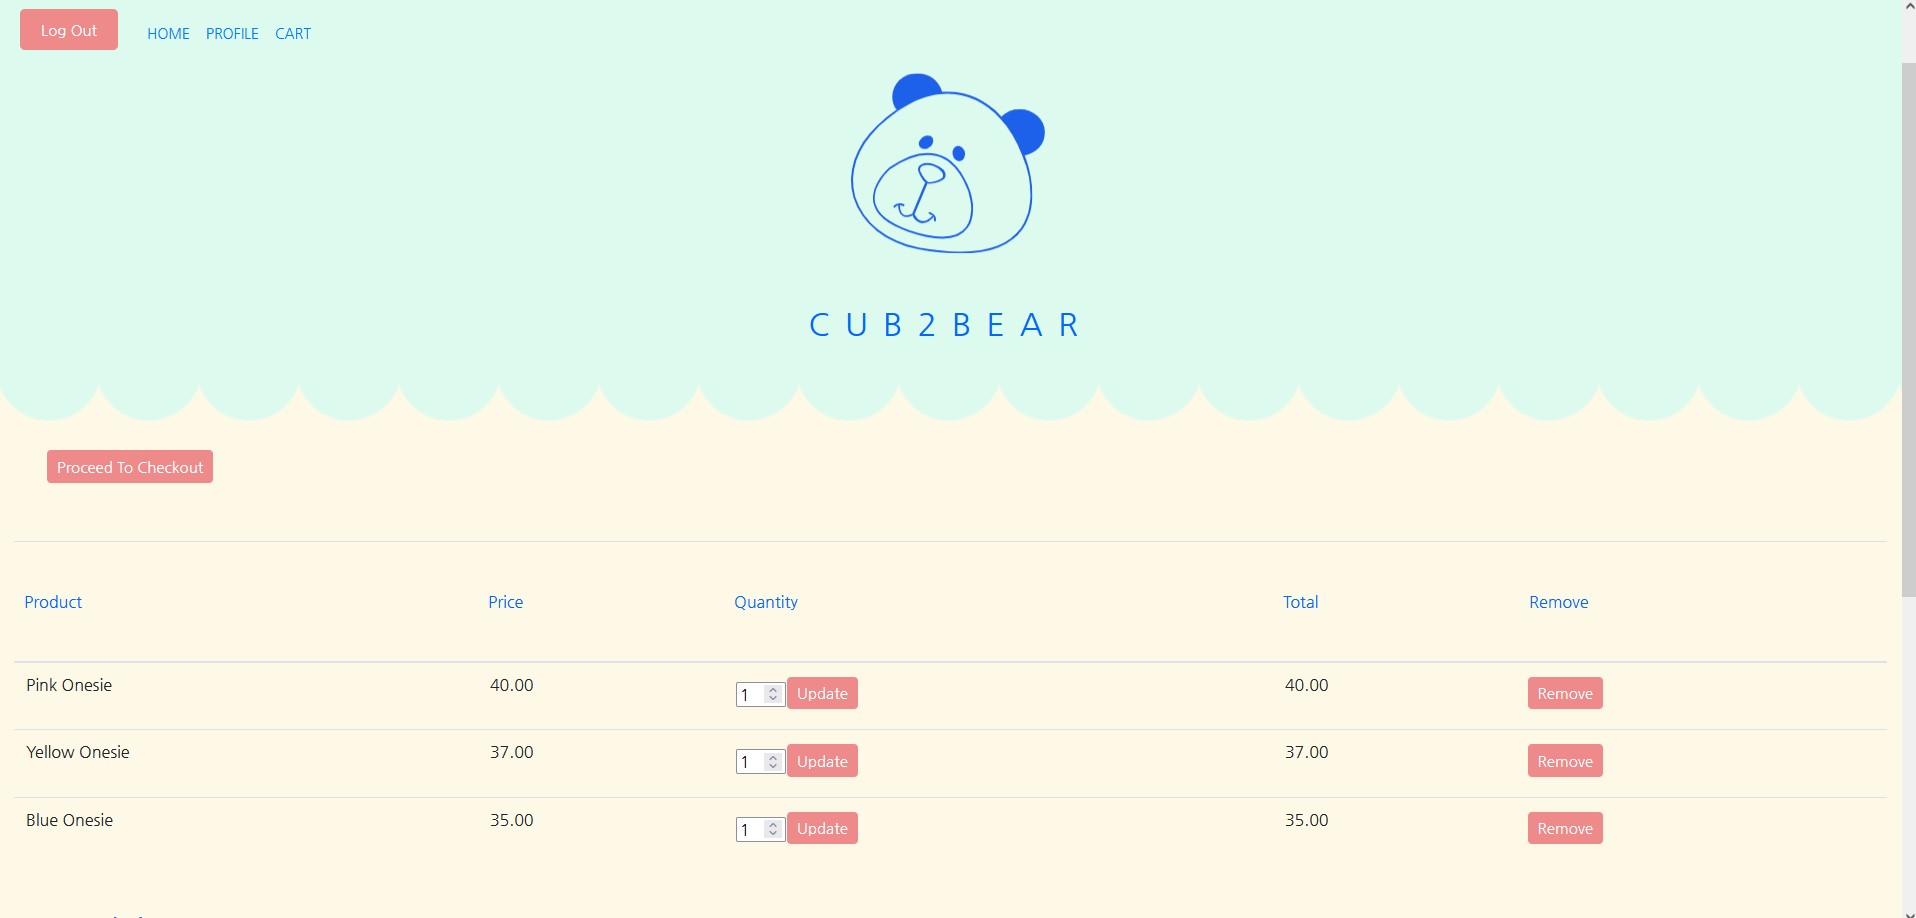 Log Out HOME PROFILE CART
CUB2BEAR
Proceed To Checkout
Product Price Quantity Total Remove
Pink Onesie 40.00 1 Update 40.00 Remove
Yellow Onesie 37.00 1 Update 37.00 Remove
Blue Onesie 35.00 1 Update 35.00 Remove